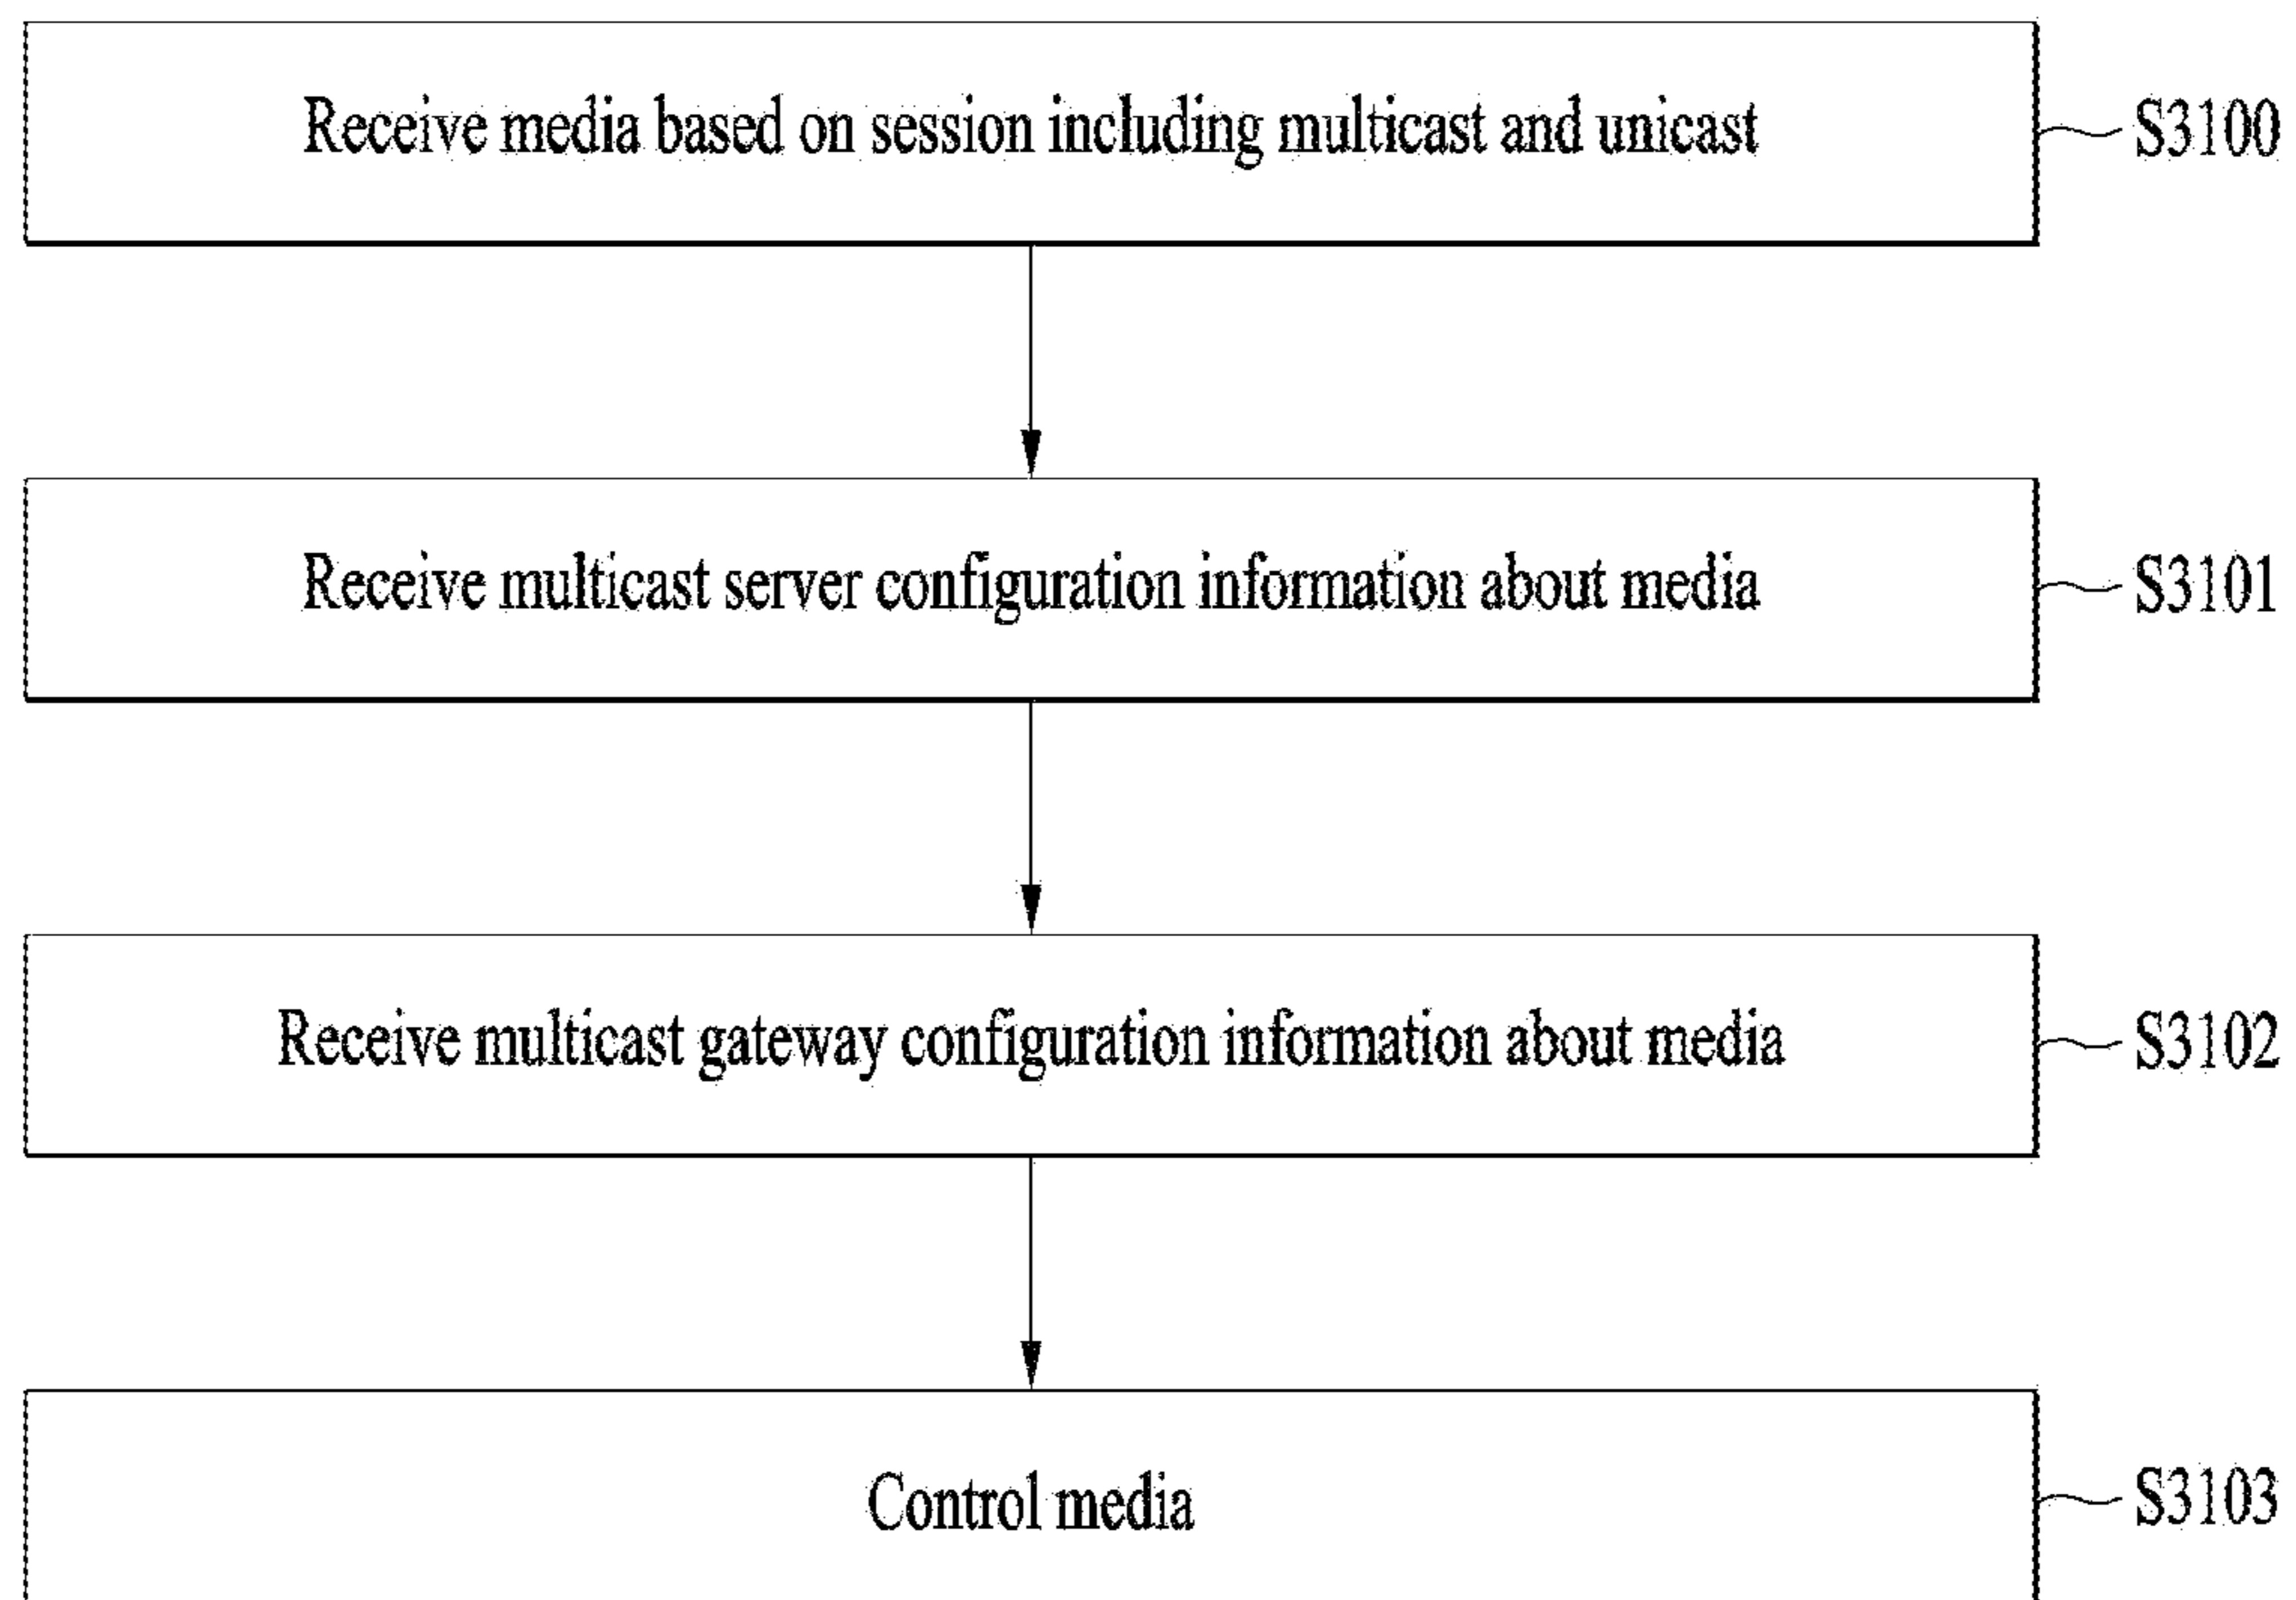 Receive media based on session including multicast and unicast
S3100
Receive multicast server configuration information about media
S3101
Receive multicast gateway configuration information about media
S3102
Control media
S3103